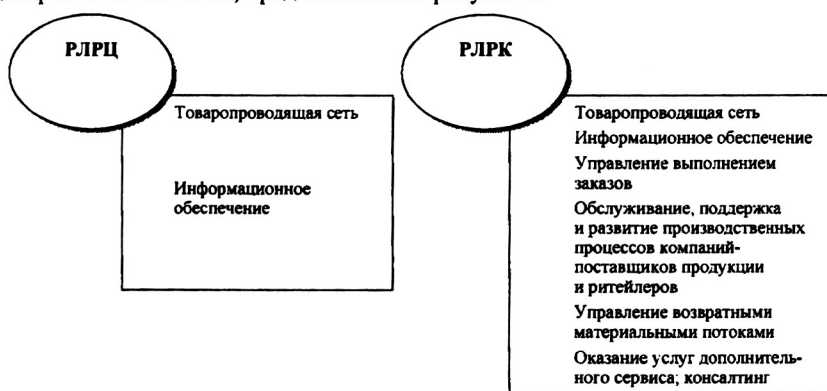 РЛРЦ
Товаропроводящая сеть
Информационное
обеспечение
РЛРК
Товаропроводящая сеть
Информационное обеспечение
Управление выполнением
заказов
Обслуживание, поддержка
и развитие производственных
процессов компаний-
поставщиков продукции
и ритейлеров
Управление возвратными
материальными потоками
Оказание услуг дополнитель-
ного сервиса; консалтинг